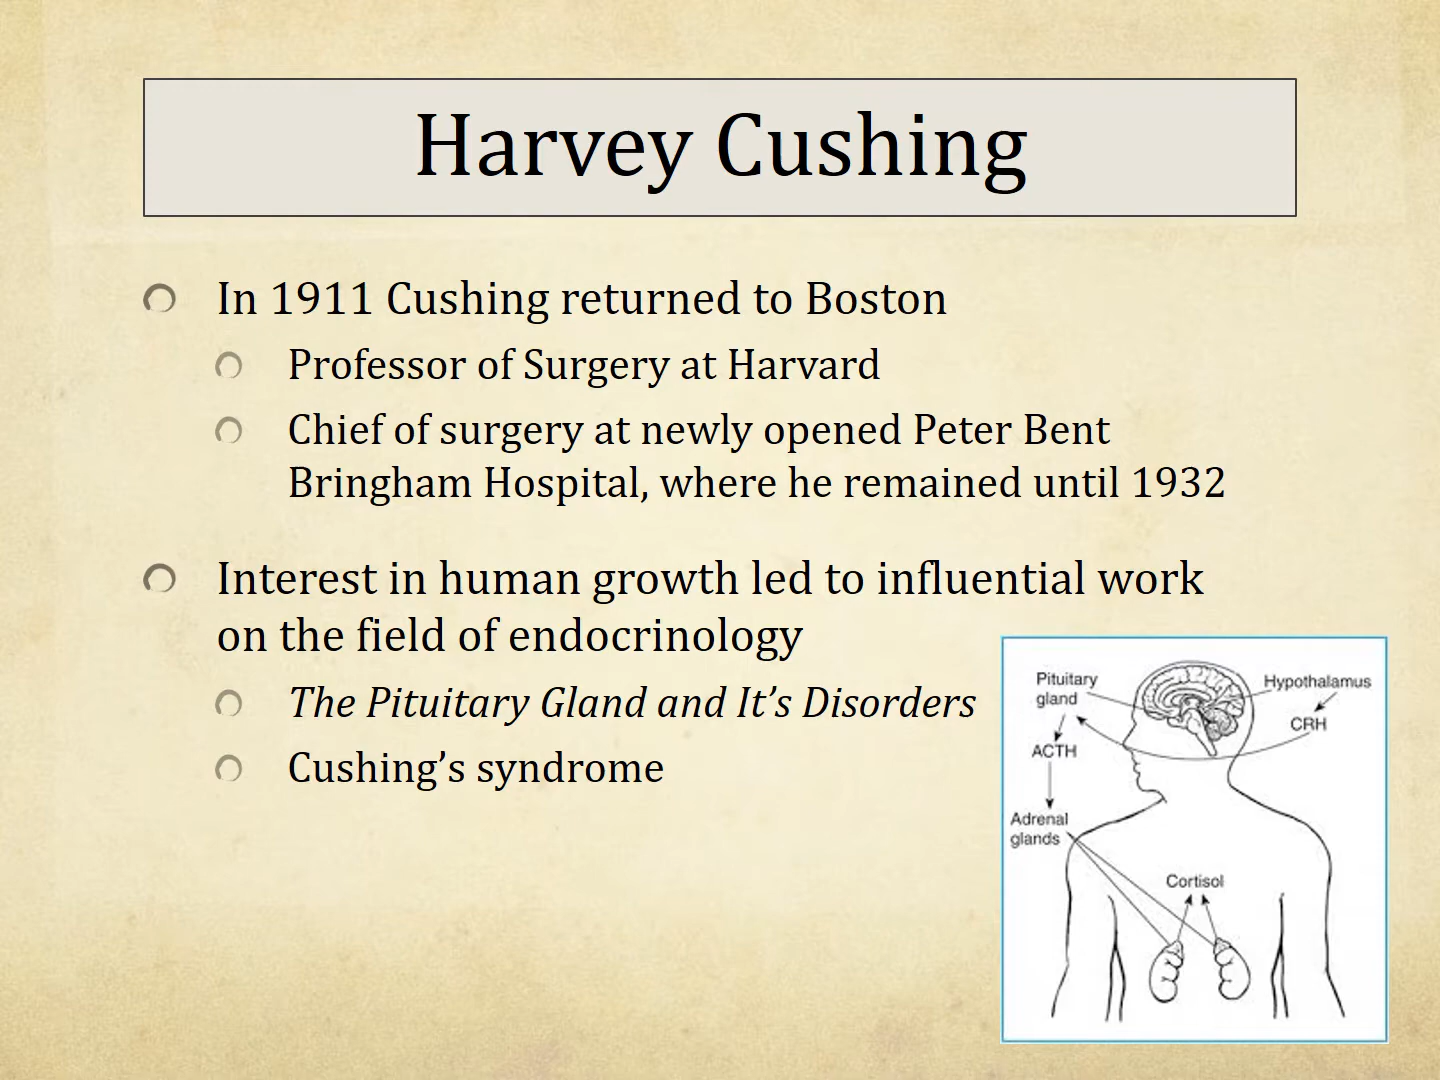 Harvey Cushing
In 1911 Cushing returned to Boston
Professor of Surgery at Harvard
Chief of surgery at newly opened Peter Bent
Bringham Hospital, where he remained until 1932
Interest in human growth led to influential work
on the field of endocrinology
The Pituitary Gland and It's Disorders
Cushing's syndrome
Pituitary
gland
Hypothalamus
CRH
ACTH
Adrenal
glands
Cortisol